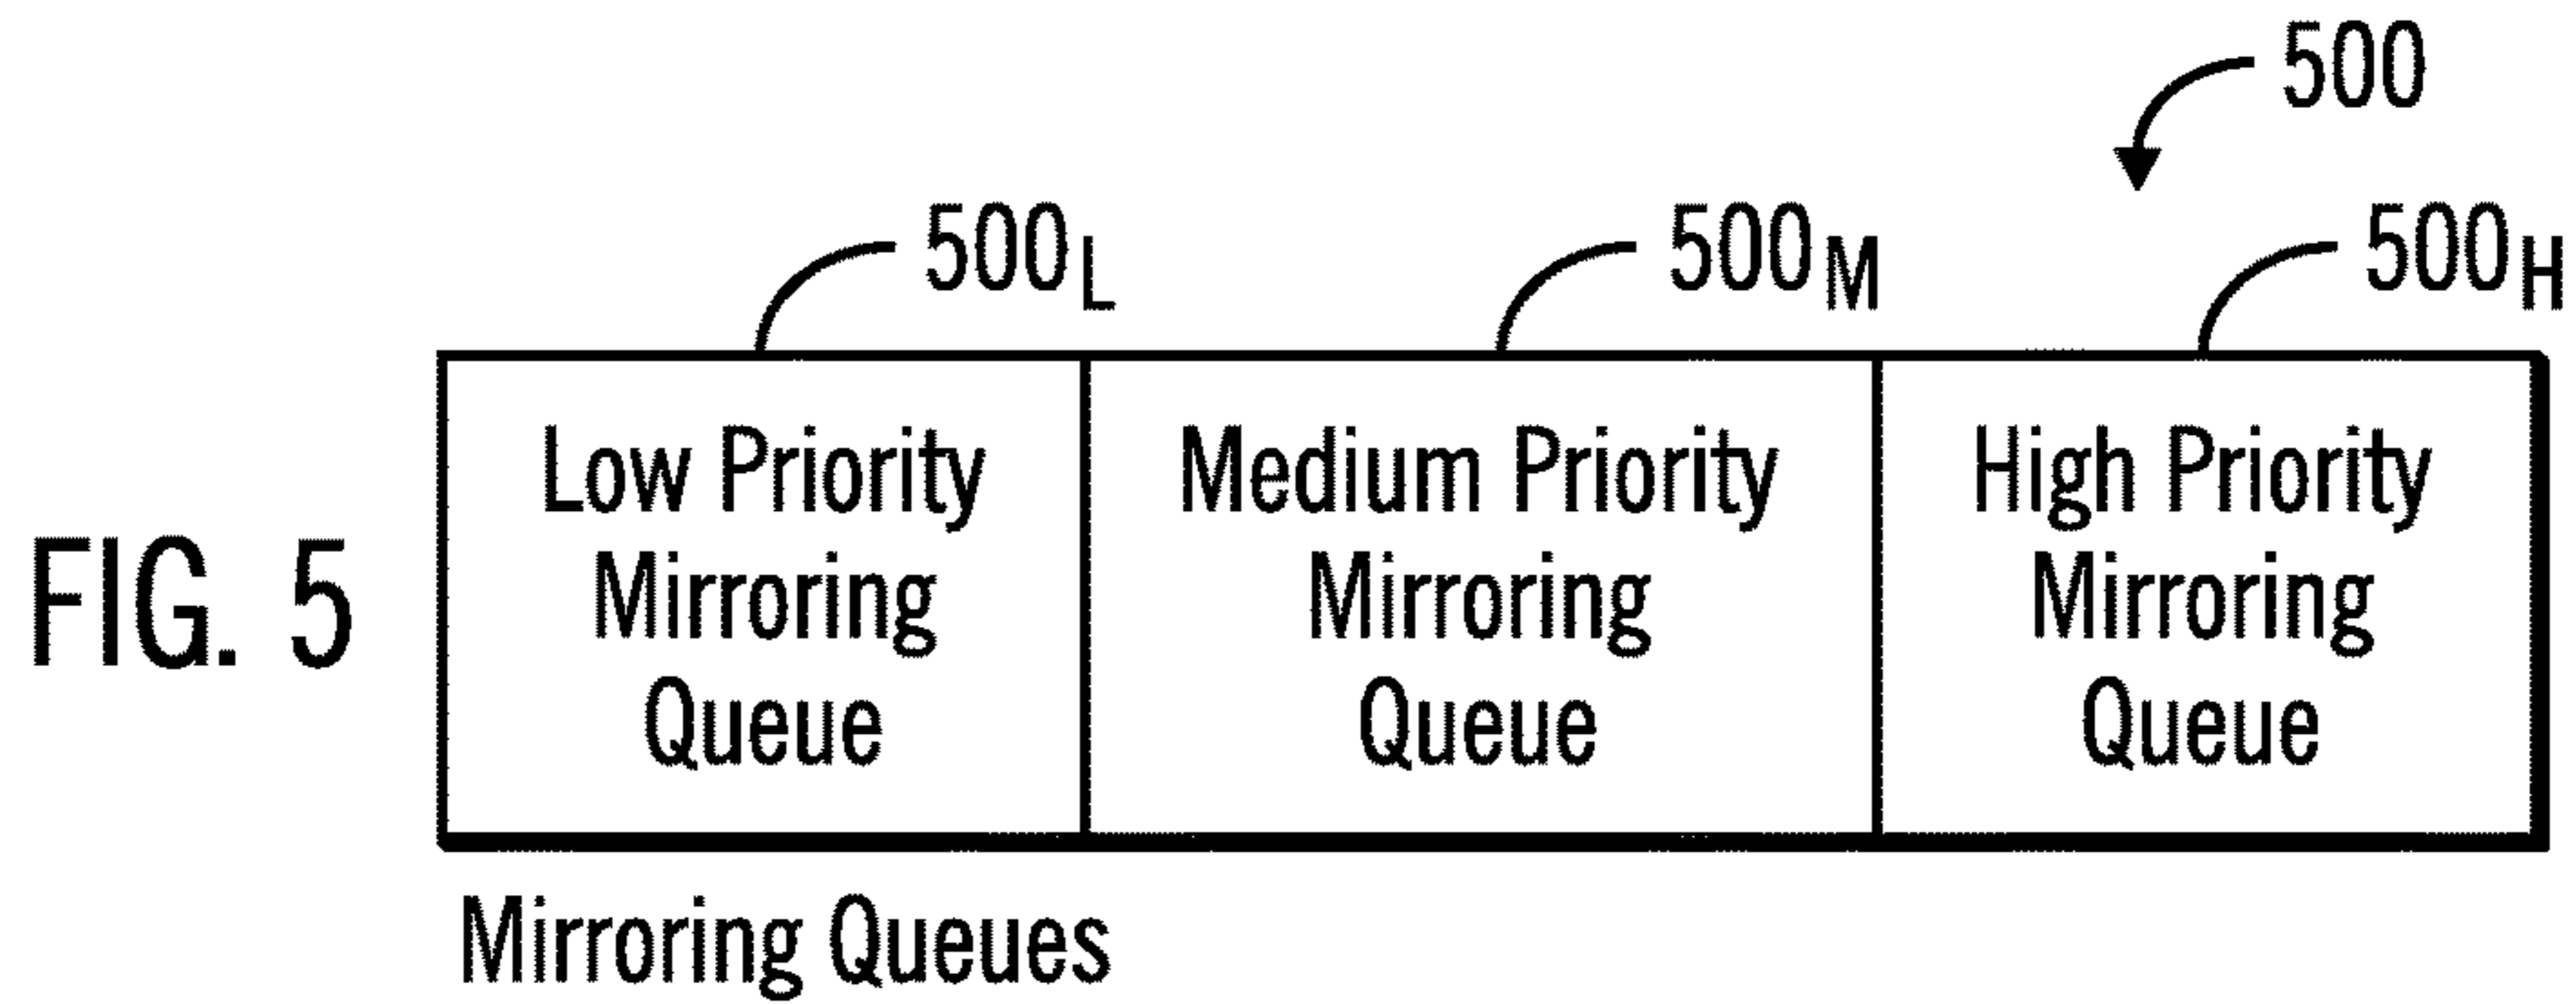 500
500L
500M
500H
Low Priority
Mirroring
Queue
Medium Priority
Mirroring
Queue
High Priority
Mirroring
Queue
FIG. 5
Mirroring Queues